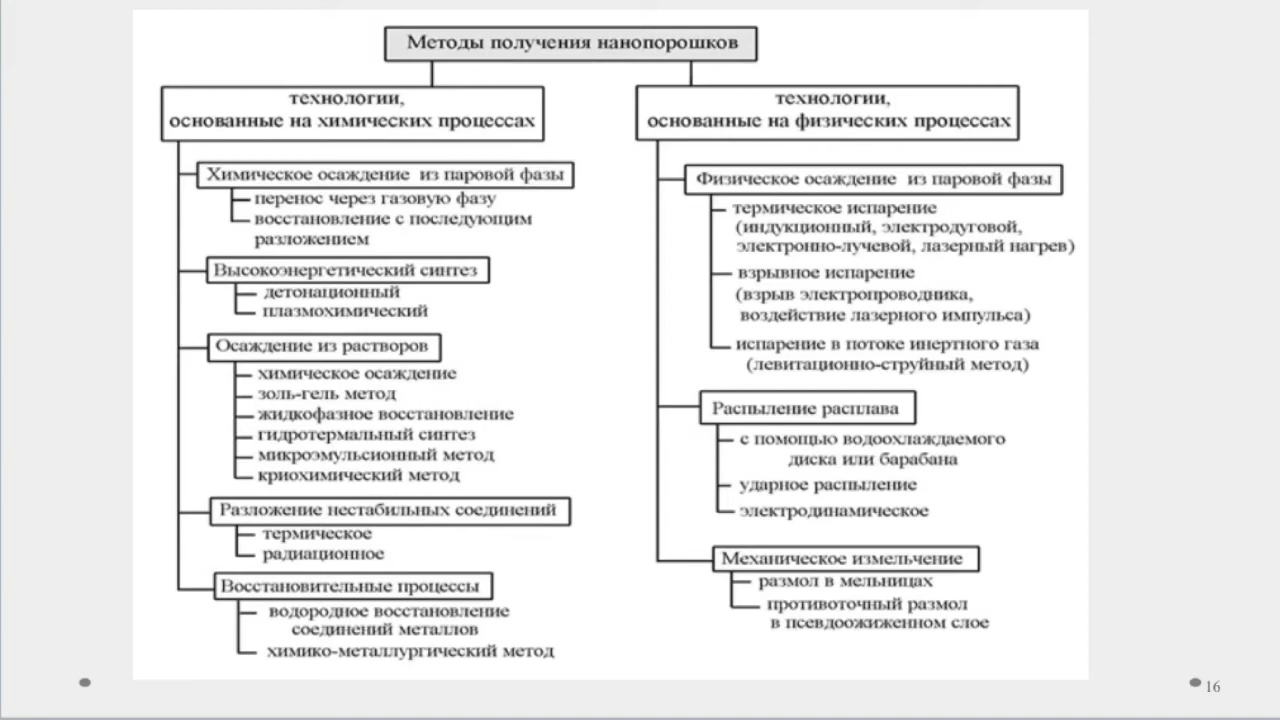 Методы получения нанопорошков
технологии,
основанные на химических процессах
Химическое осаждение из паровой фазы
перенос через газовую фазу
восстановление с последующим
разложением
Высокоэнергетический синтез
детонационный
плазмохимический
Осаждение из растворов
химическое осаждение
золь-гель метод
жидкофазное восстановление
гидротермальный синтез
микроэмульсионный метод
криохимический метод
Разложение нестабильных соединений
термическое
радиационное
Восстановительные процессы
водородное восстановление
соединений металлов
химико-металлургический метод
технологии,
основанные на физических процессах
Физическое осаждение из паровой фазы
термическое испарение
(индукционный, электродуговой,
электронно-лучевой, лазерный нагрев)
взрывное испарение
(взрыв электропроводника,
воздействие лазерного импульса)
испарение в потоке инертного газа
(левитационно-струйный метод)
Распыление расплава
с помощью водоохлаждаемого
диска или барабана
ударное распыление
электродинамическое
Механическое измельчение
размол в мельницах
противоточный размол
в псевдоожиженном слое
16